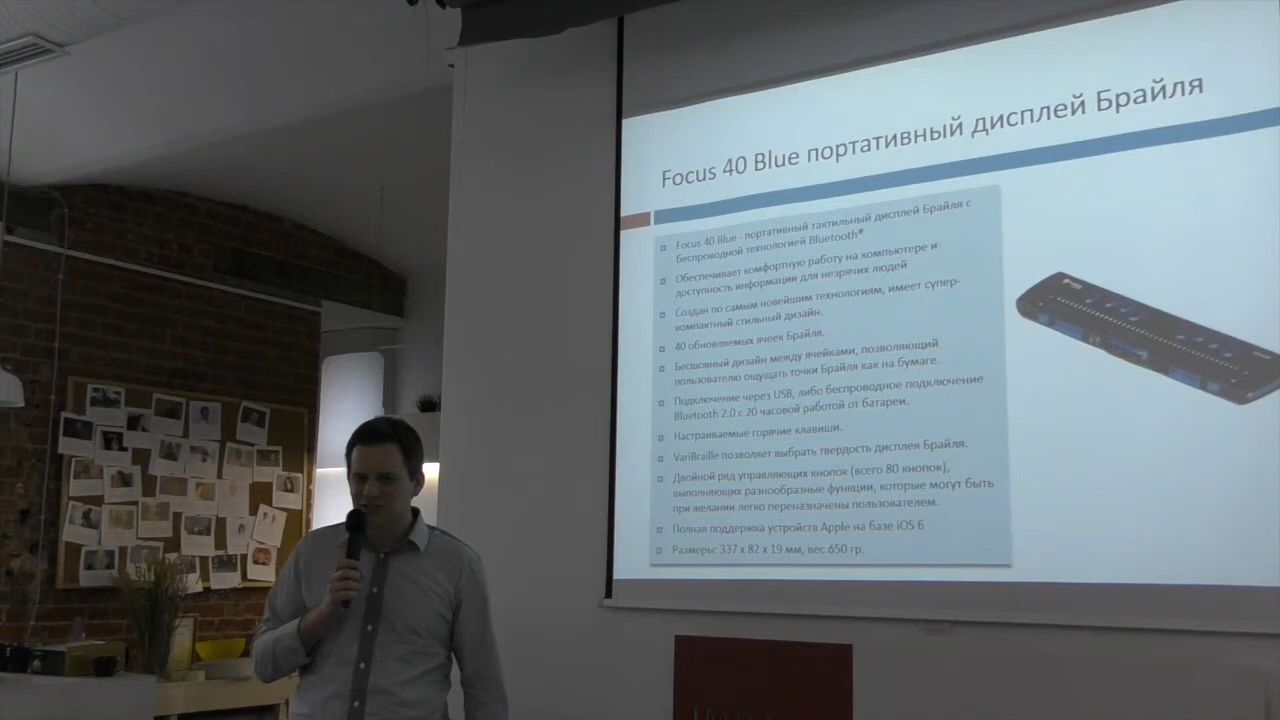 Focus 40 Blue портативный дисплей Брайля
Focus 40 Blue - портативный тактильный дисплей Брайля с
беспроводной технологией Bluetooth®
Обеспечивает комфортную работу на компьютере и
доступность информации для незрячих людей
Создан по самым новейшим технологиям, имеет супер-
компактный стильный дизайн.
40 обновляемых ячеек Брайля.
Бесшовный дизайн между ячейками, позволяющий
пользователю ощущать точки Брайля как на бумаге.
Подключение через USB, либо беспроводное подключение
Bluetooth 2.0 с 20 часовой работой от батареи.
Настраиваемые горячие клавиши.
VariBraille позволяет выбрать твердость дисплея Брайля.
Двойной ряд управляющих кнопок (всего 80 кнопок),
выполняющих разнообразные функции, которые могут быть
при желании легко переназначены пользователем.
Полная поддержка устройств Apple на базе iOS 6
Размеры: 337 x 82 x 19 мм, вес 650 гр.